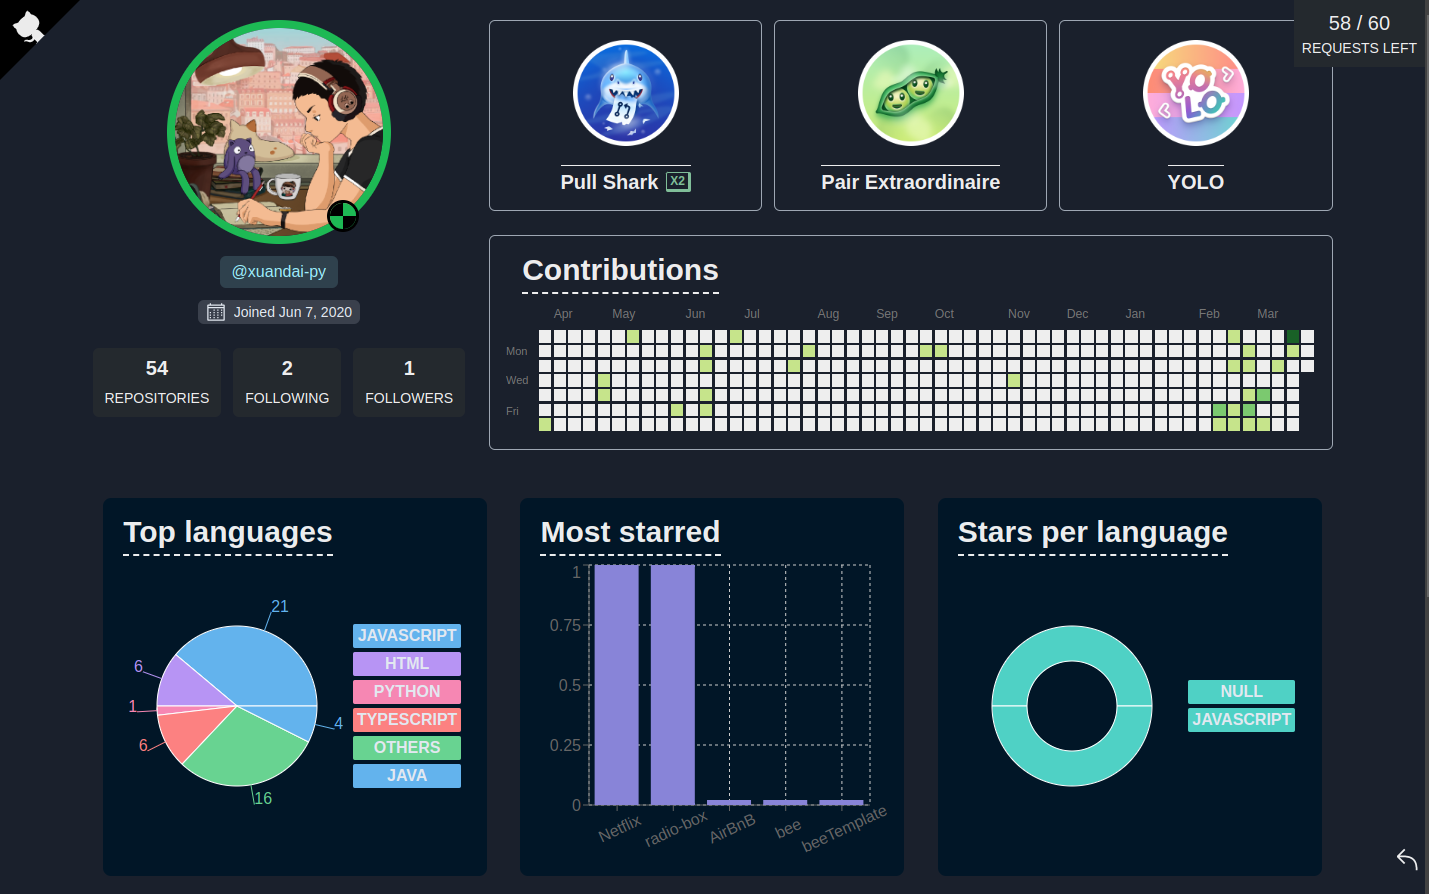 58 / 60
REQUESTS LEFT
YOLO
Pull Shark X2
Pair Extraordinaire
YOLO
@xuandai-py
Joined Jun 7, 2020
54
REPOSITORIES
2
FOLLOWING
1
FOLLOWERS
Contributions
Apr May Jun Jul Aug Sep Oct Nov Dec Jan Feb Mar
Mon
Wed
Fri
Top languages
21
6
1
6
16
4
JAVASCRIPT
HTML
PYTHON
TYPESCRIPT
OTHERS
JAVA
Most starred
1
0.75
0.5
0.25
0
Netflix radio-box AirBnB bee beeTemplate
Stars per language
NULL
JAVASCRIPT